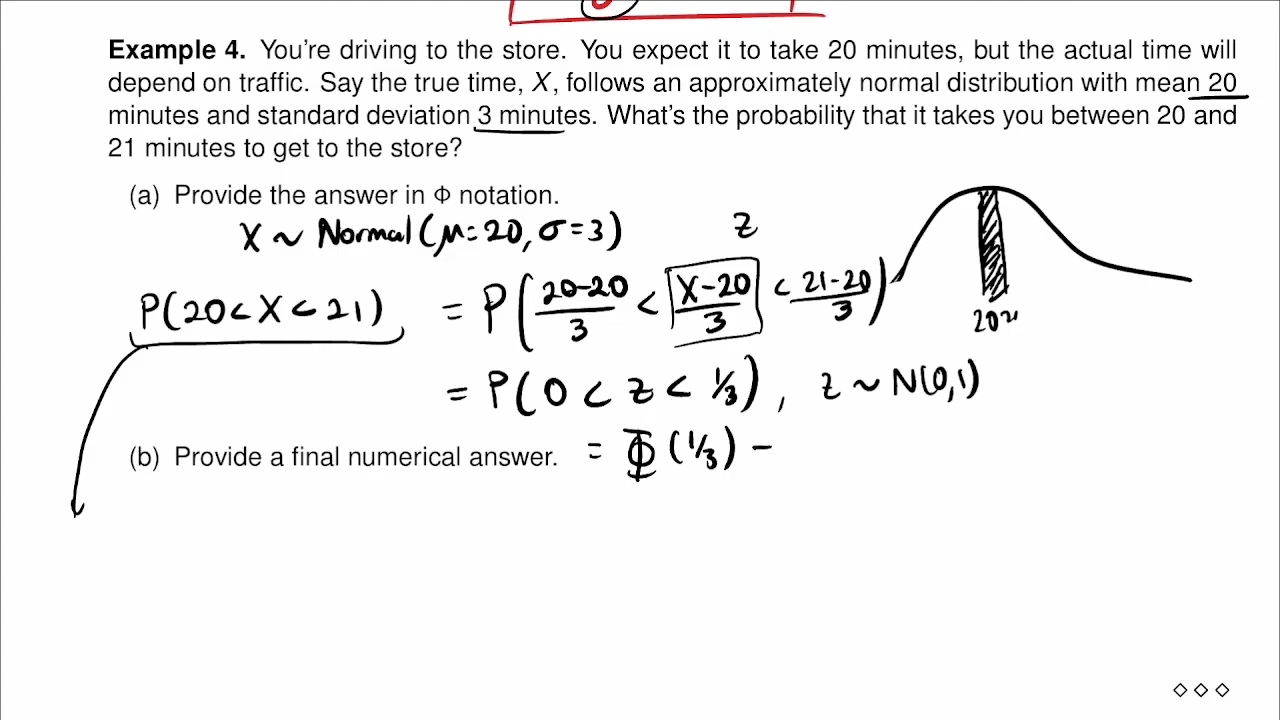 Example 4. You're driving to the store. You expect it to take 20 minutes, but the actual time will
depend on traffic. Say the true time, X, follows an approximately normal distribution with mean 20
minutes and standard deviation 3 minutes. What's the probability that it takes you between 20 and
21 minutes to get to the store?
(a) Provide the answer in Φ notation.
X ~ Normal(μ=20, σ=3)
z
P(20<X<21) = P( (20-20)/3 < (X-20)/3 < (21-20)/3 )
20 21
= P(0 < z < 1/3), z ~ N(0,1)
(b) Provide a final numerical answer. = Φ(1/3) -